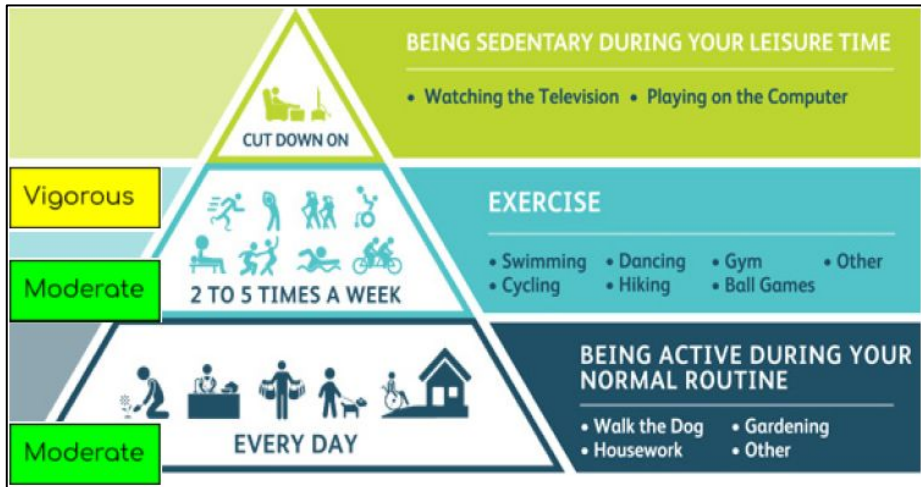 BEING SEDENTARY DURING YOUR LEISURE TIME
• Watching the Television • Playing on the Computer
CUT DOWN ON
Vigorous
EXERCISE
• Swimming • Dancing • Gym • Other
• Cycling • Hiking • Ball Games
Moderate
2 TO 5 TIMES A WEEK
BEING ACTIVE DURING YOUR
NORMAL ROUTINE
• Walk the Dog • Gardening
• Housework • Other
EVERY DAY
Moderate